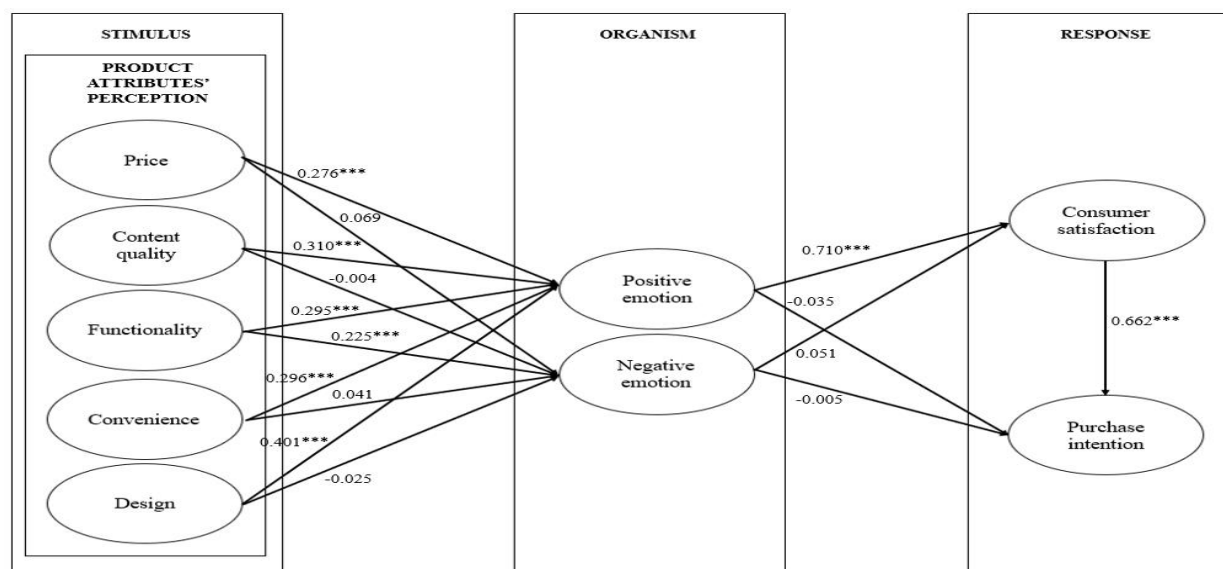 STIMULUS
ORGANISM
RESPONSE
PRODUCT
ATTRIBUTES'
PERCEPTION
Price
Content
quality
Functionality
Convenience
Design
0.276***
0.069
0.310***
-0.004
0.295***
0.225***
0.296***
0.041
0.401***
-0.025
Positive
emotion
Negative
emotion
0.710***
-0.035
0.051
-0.005
Consumer
satisfaction
0.662***
Purchase
intention